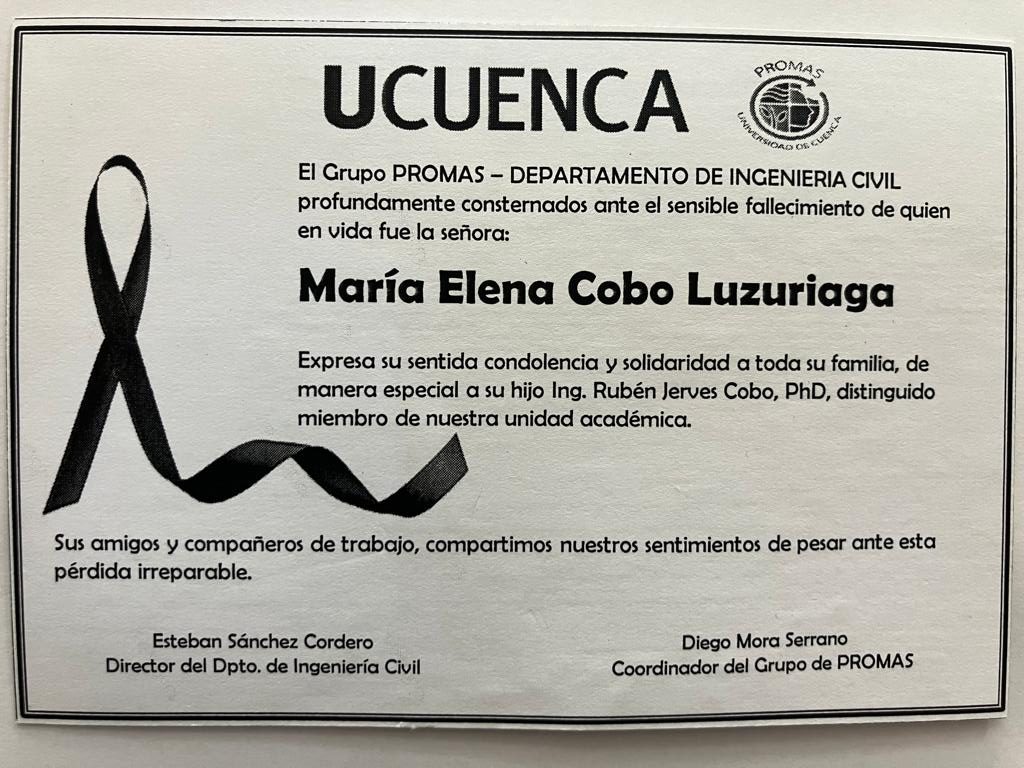 UCUENCA
PROMAS
UNIVERSIDAD DE CUENCA
El Grupo PROMAS – DEPARTAMENTO DE INGENIERIA CIVIL
profundamente consternados ante el sensible fallecimiento de quien
en vida fue la señora:
María Elena Cobo Luzuriaga
Expresa su sentida condolencia y solidaridad a toda su familia, de
manera especial a su hijo Ing. Rubén Jerves Cobo, PhD, distinguido
miembro de nuestra unidad académica.
Sus amigos y compañeros de trabajo, compartimos nuestros sentimientos de pesar ante esta
pérdida irreparable.
Esteban Sánchez Cordero
Director del Dpto. de Ingeniería Civil
Diego Mora Serrano
Coordinador del Grupo de PROMAS